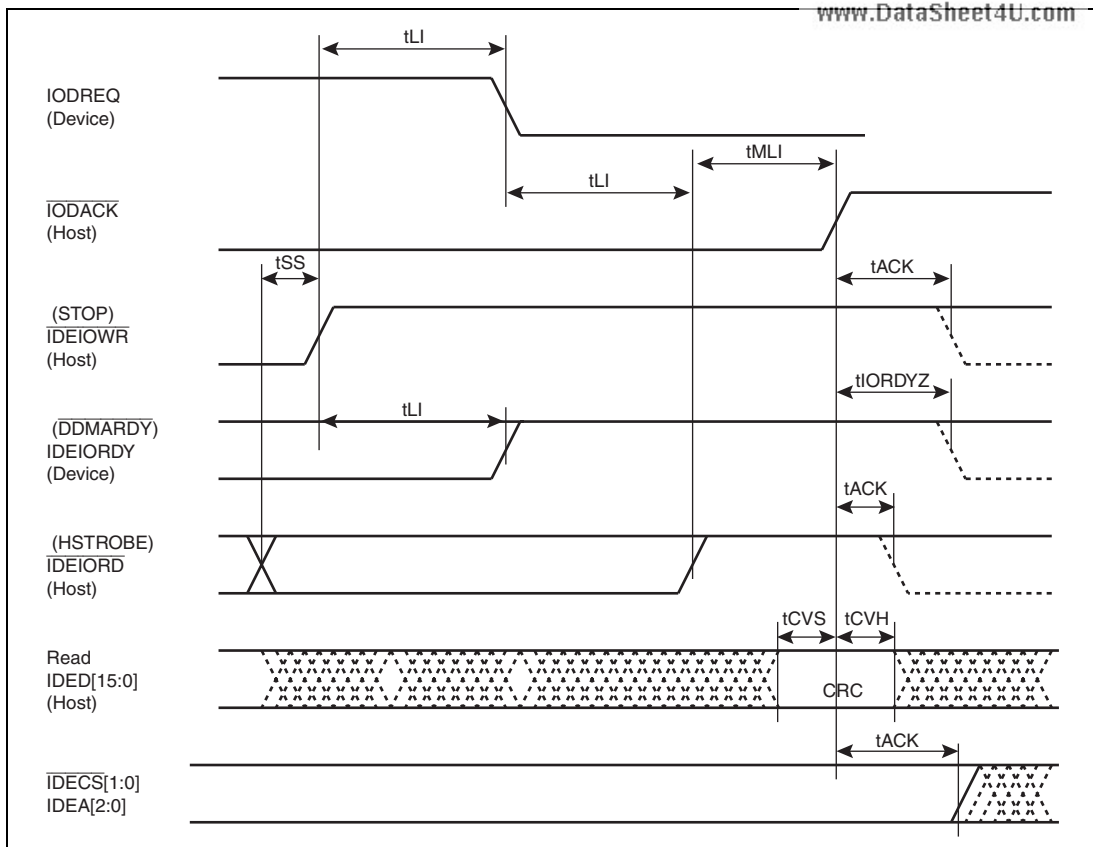 www.DataSheet4U.com
tLI
IODREQ
(Device)
tMLI
tLI
IODACK
(Host)
tSS
tACK
(STOP)
IDEIOWR
(Host)
tIORDYZ
tLI
(DDMARDY)
IDEIORDY
(Device)
tACK
(HSTROBE)
IDEIORD
(Host)
tCVS tCVH
Read
IDED[15:0]
(Host)
CRC
tACK
IDECS[1:0]
IDEA[2:0]